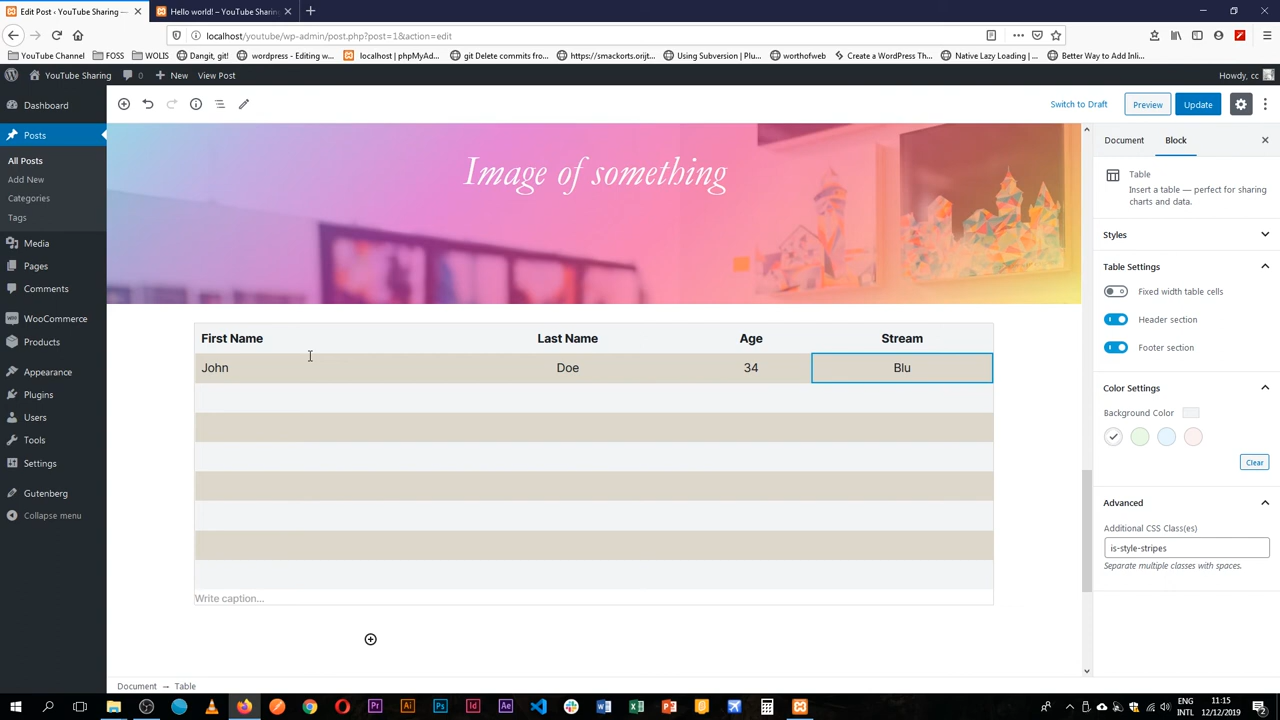 Edit Post ‹ YouTube Sharing —
Hello world! – YouTube Sharing
localhost/youtube/wp-admin/post.php?post=1&action=edit
YouTube Channel
FOSS
WOLIS
Dangit, git!
wordpress - Editing w...
localhost | phpMyAd...
git Delete commits fro...
https://smackorts.orijt...
Using Subversion | Plu...
worthofweb
Create a WordPress Th...
Native Lazy Loading | ...
Better Way to Add Inli...
YouTube Sharing
0
New
View Post
Howdy, cc
Dashboard
Posts
All Posts
Add New
Categories
Tags
Media
Pages
Comments
WooCommerce
Products
Appearance
Plugins
Users
Tools
Settings
Gutenberg
Collapse menu
Switch to Draft
Preview
Update
Image of something
First Name Last Name Age Stream
John Doe 34 Blu
Write caption...
Document → Table
Document
Block
Table
Insert a table — perfect for sharing
charts and data.
Styles
Table Settings
Fixed width table cells
Header section
Footer section
Color Settings
Background Color
Clear
Advanced
Additional CSS Class(es)
is-style-stripes
Separate multiple classes with spaces.
ENG
INTL
11:15
12/12/2019